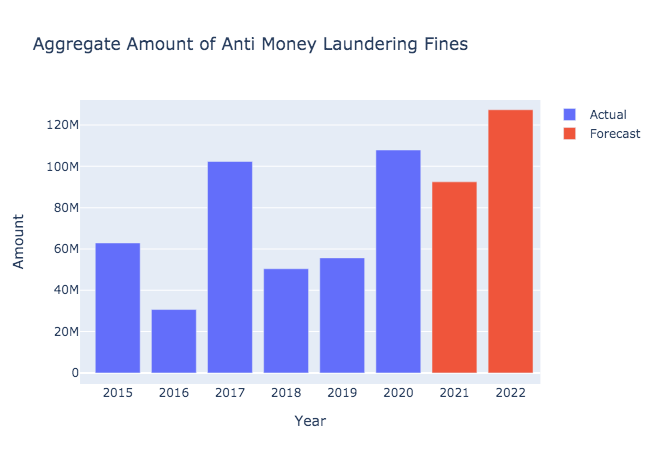 Aggregate Amount of Anti Money Laundering Fines
Actual
Forecast
120M
100M
80M
60M
40M
20M
0
Amount
2015 2016 2017 2018 2019 2020 2021 2022
Year